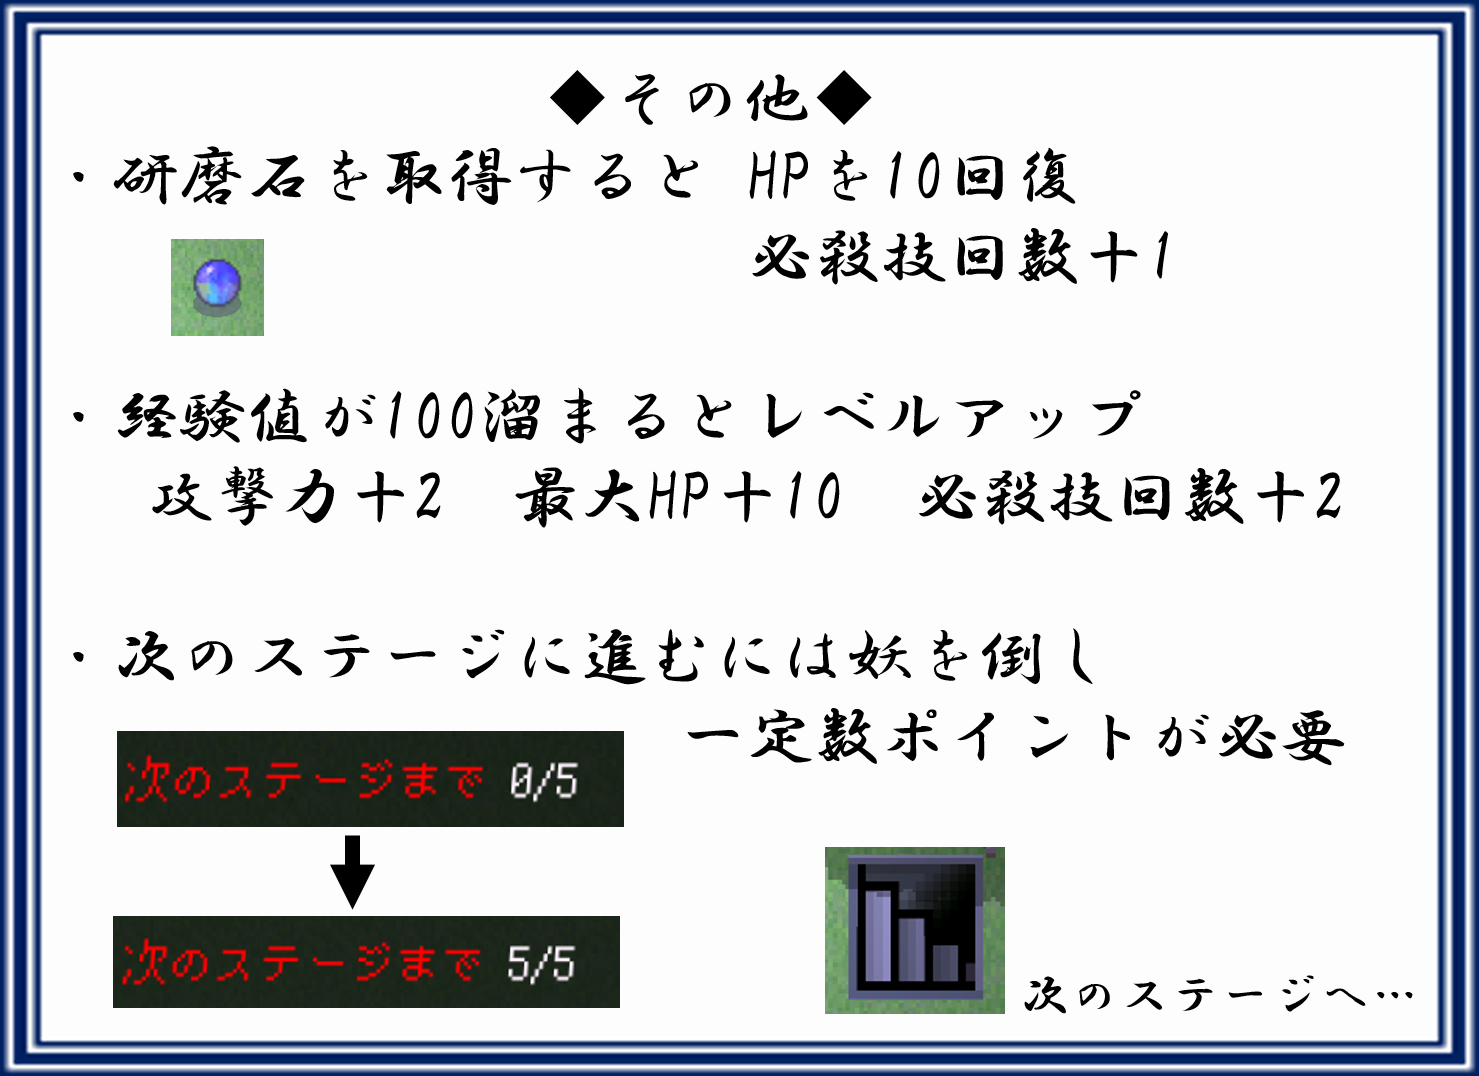 ◆その他◆
・研磨石を取得すると HPを10回復
必殺技回数＋1
・経験値が100溜まるとレベルアップ
攻撃力＋2　最大HP＋10　必殺技回数＋2
・次のステージに進むには妖を倒し
一定数ポイントが必要
次のステージまで 0/5
次のステージまで 5/5
次のステージへ…